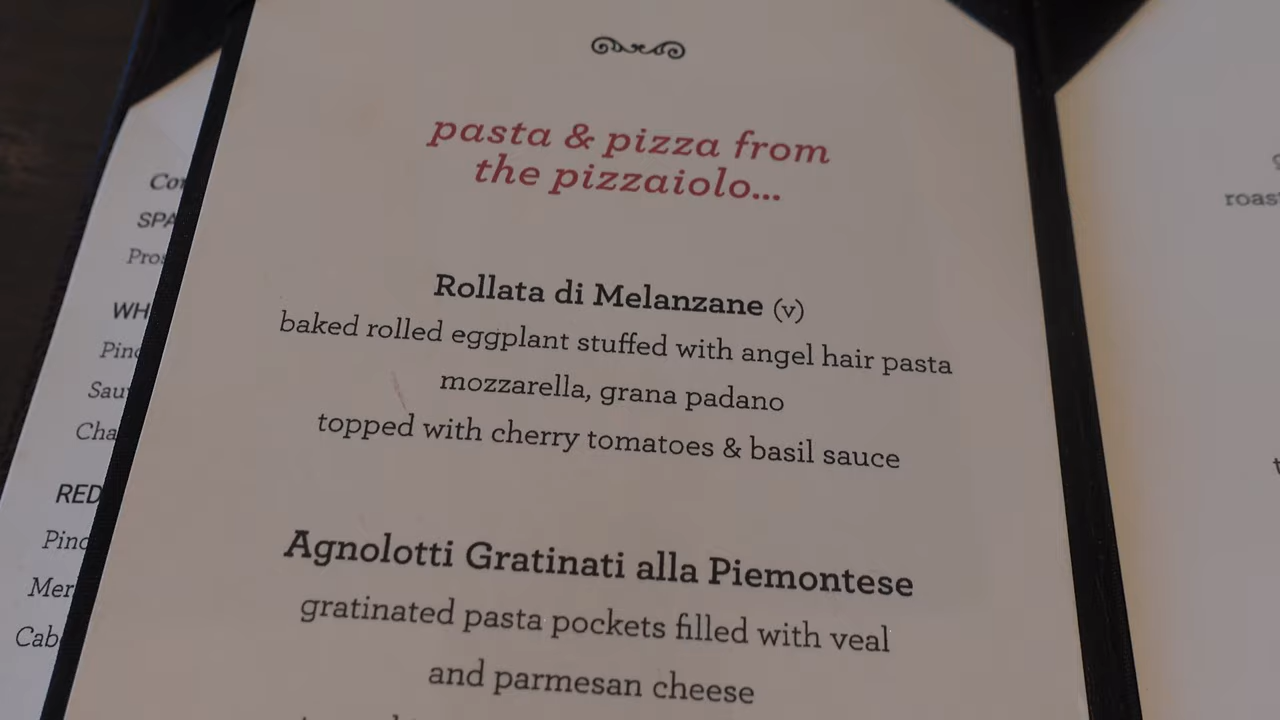 pasta & pizza from
the pizzaiolo...
Rollata di Melanzane (v)
baked rolled eggplant stuffed with angel hair pasta
mozzarella, grana padano
topped with cherry tomatoes & basil sauce
Agnolotti Gratinati alla Piemontese
gratinated pasta pockets filled with veal
and parmesan cheese
RED